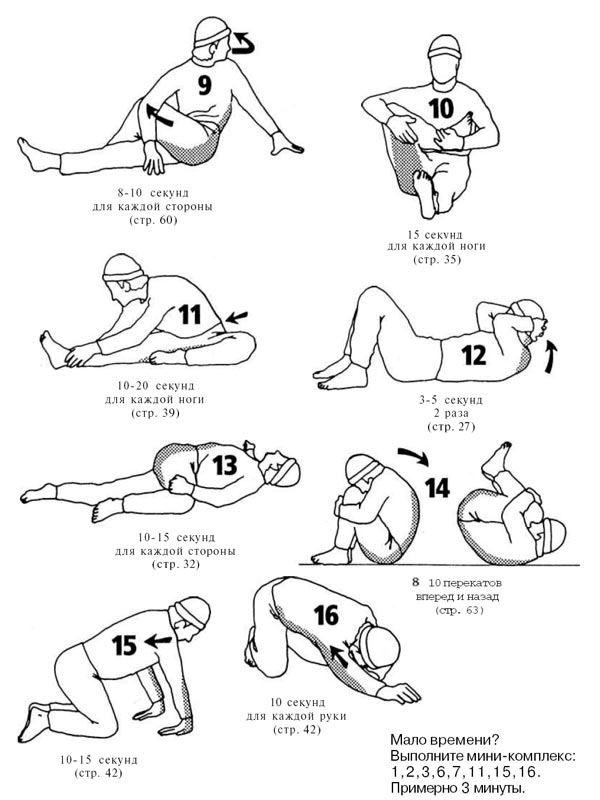 9
8-10 секунд
для каждой стороны
(стр. 60)
10
15 секунд
для каждой ноги
(стр. 35)
11
10-20 секунд
для каждой ноги
(стр. 39)
12
3-5 секунд
2 раза
(стр. 27)
13
10-15 секунд
для каждой стороны
(стр. 32)
14
8 10 перекатов
вперед и назад
(стр. 63)
15
10-15 секунд
(стр. 42)
16
10 секунд
для каждой руки
(стр. 42)
Мало времени?
Выполните мини-комплекс:
1,2,3,6,7,11,15,16.
Примерно 3 минуты.